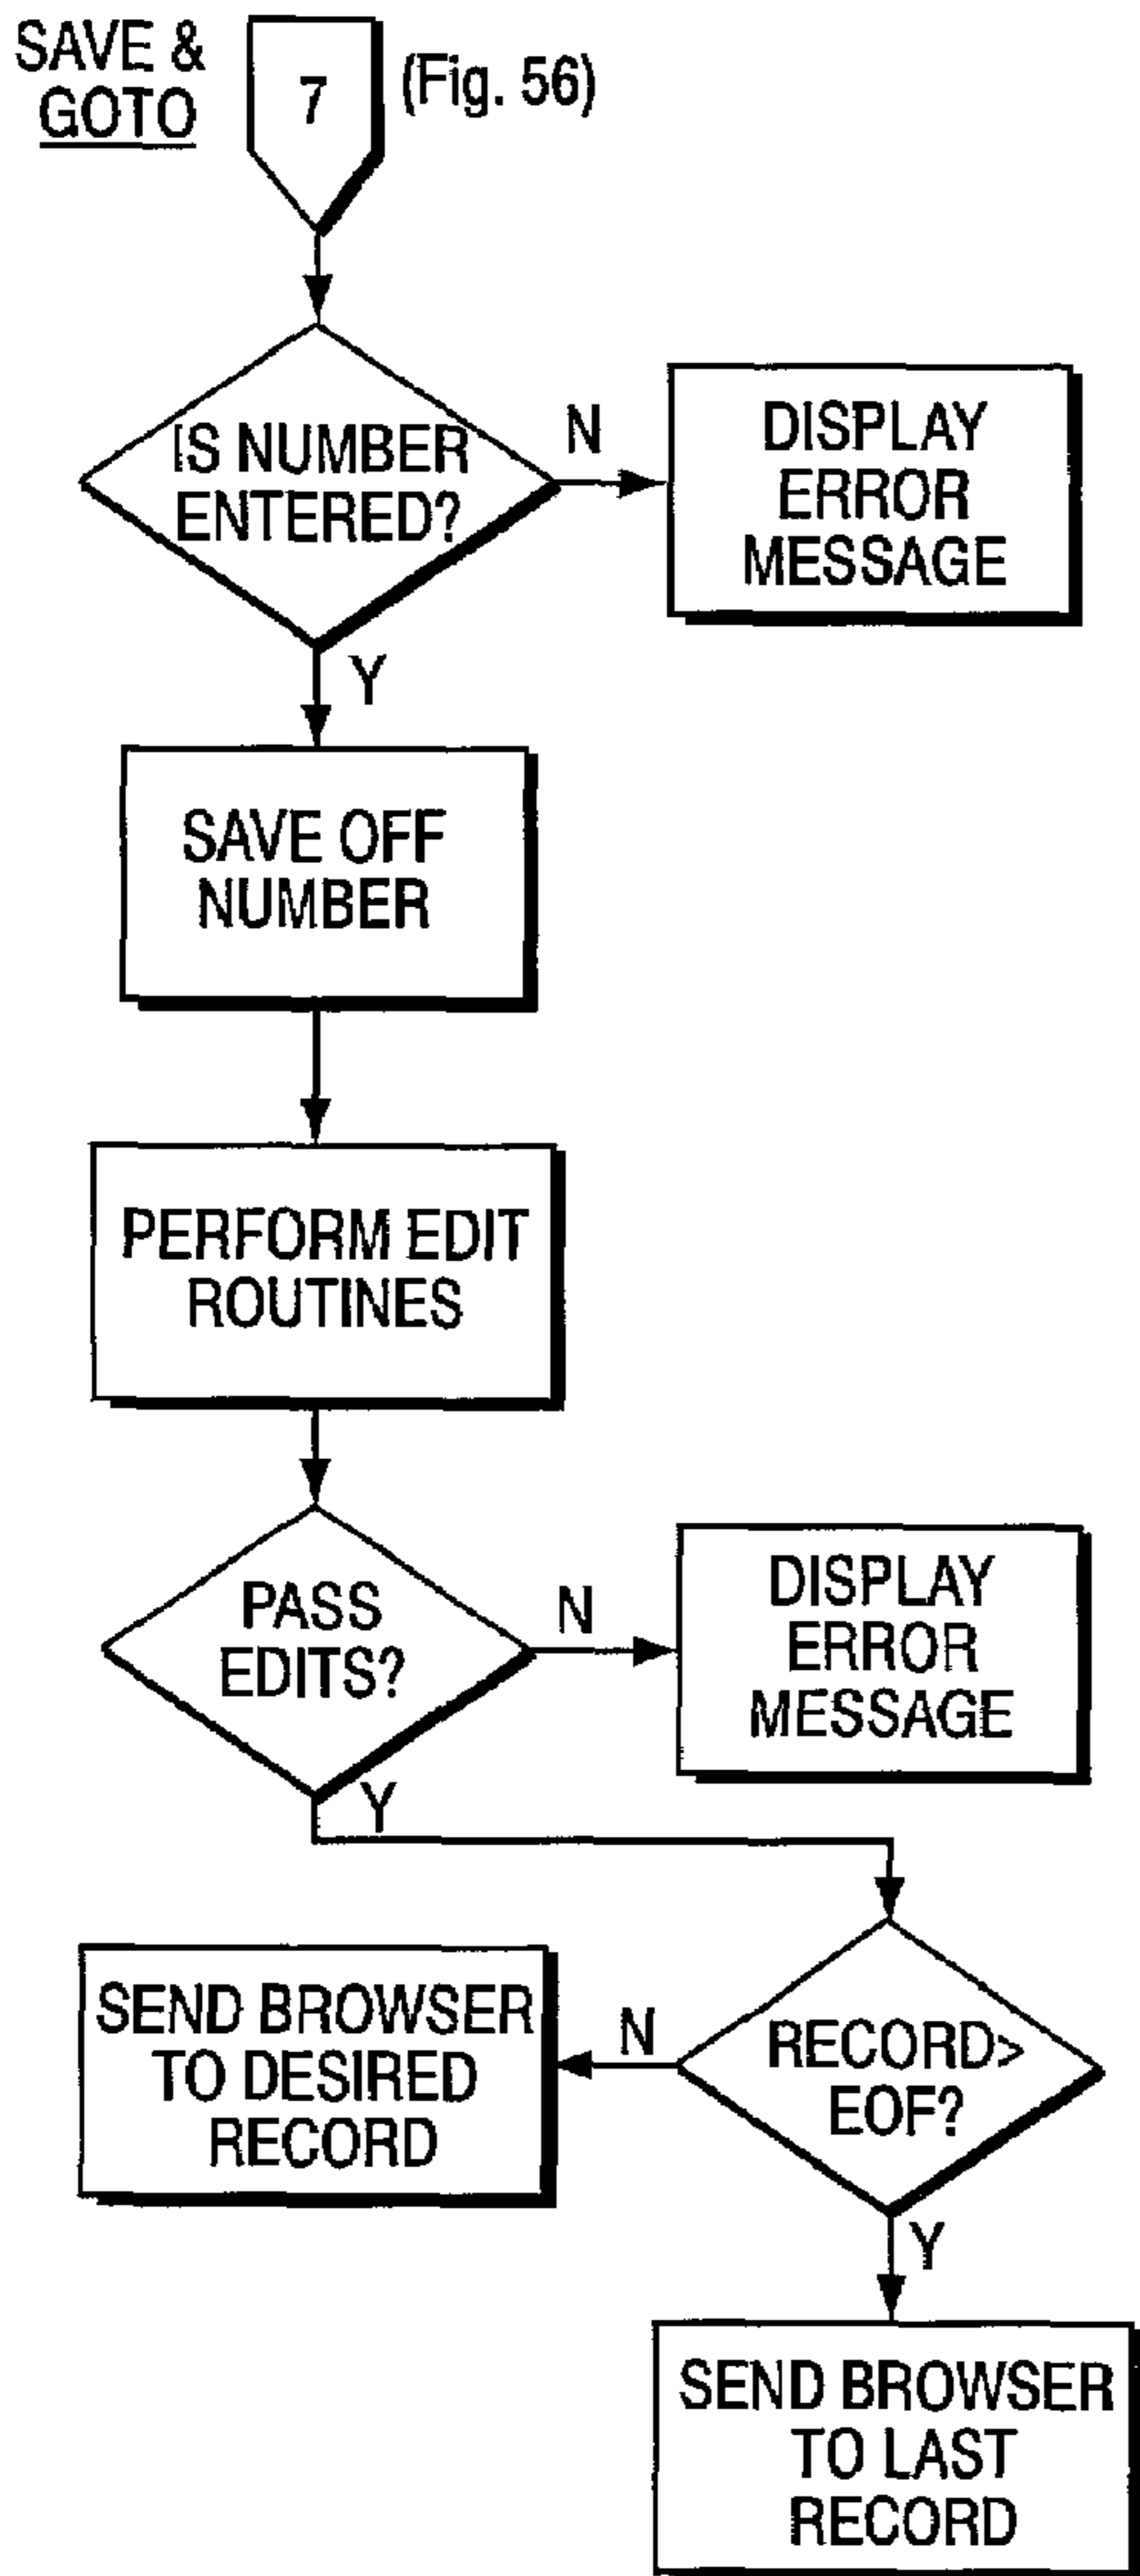 SAVE &
GOTO
7
(Fig. 56)
IS NUMBER
ENTERED?
N
DISPLAY
ERROR
MESSAGE
Y
SAVE OFF
NUMBER
PERFORM EDIT
ROUTINES
PASS
EDITS?
N
DISPLAY
ERROR
MESSAGE
Y
SEND BROWSER
TO DESIRED
RECORD
N
RECORD>
EOF?
Y
SEND BROWSER
TO LAST
RECORD